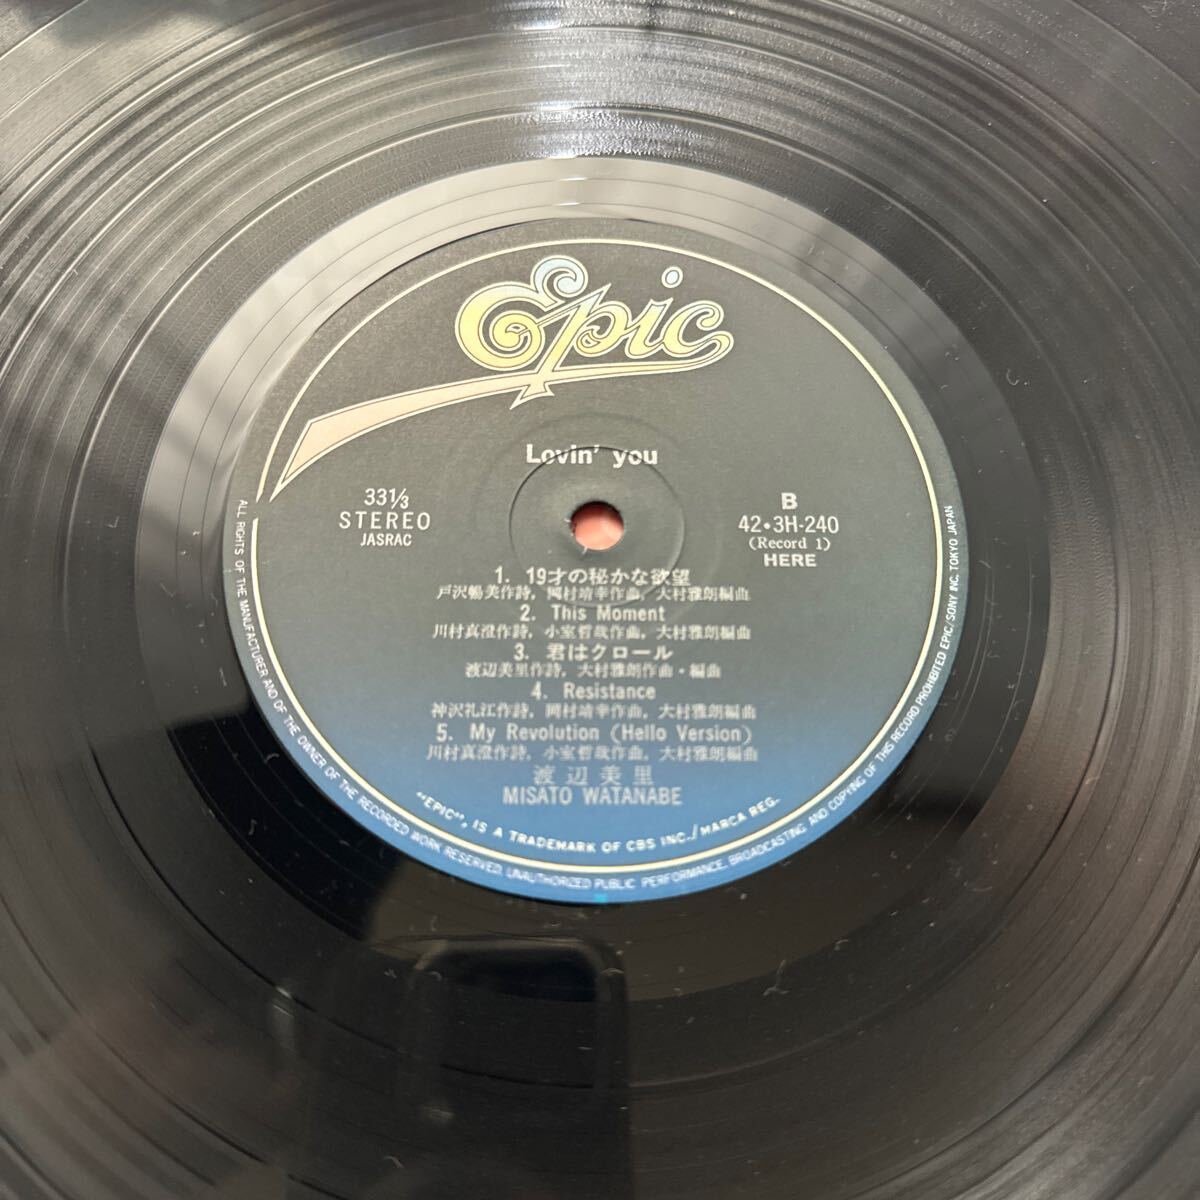 Epic
Lovin' you
33⅓
STEREO
JASRAC
B
42・3H-240
(Record 1)
HERE
1. 19才の秘かな欲望
戸沢暢美作詩, 岡村靖幸作曲, 大村雅朗編曲
2. This Moment
川村真澄作詩, 小室哲哉作曲, 大村雅朗編曲
3. 君はクロール
渡辺美里作詩, 大村雅朗作曲・編曲
4. Resistance
神沢礼江作詩, 岡村靖幸作曲, 大村雅朗編曲
5. My Revolution (Hello Version)
川村真澄作詩, 小室哲哉作曲, 大村雅朗編曲
渡辺美里
MISATO WATANABE
"EPIC", IS A TRADEMARK OF CBS INC./MARCA REG.
ALL RIGHTS OF THE MANUFACTURER AND OF THE OWNER OF THE RECORDED WORK RESERVED. UNAUTHORIZED PUBLIC PERFORMANCE, BROADCASTING AND COPYING OF THIS RECORD PROHIBITED EPIC/SONY INC. TOKYO JAPAN